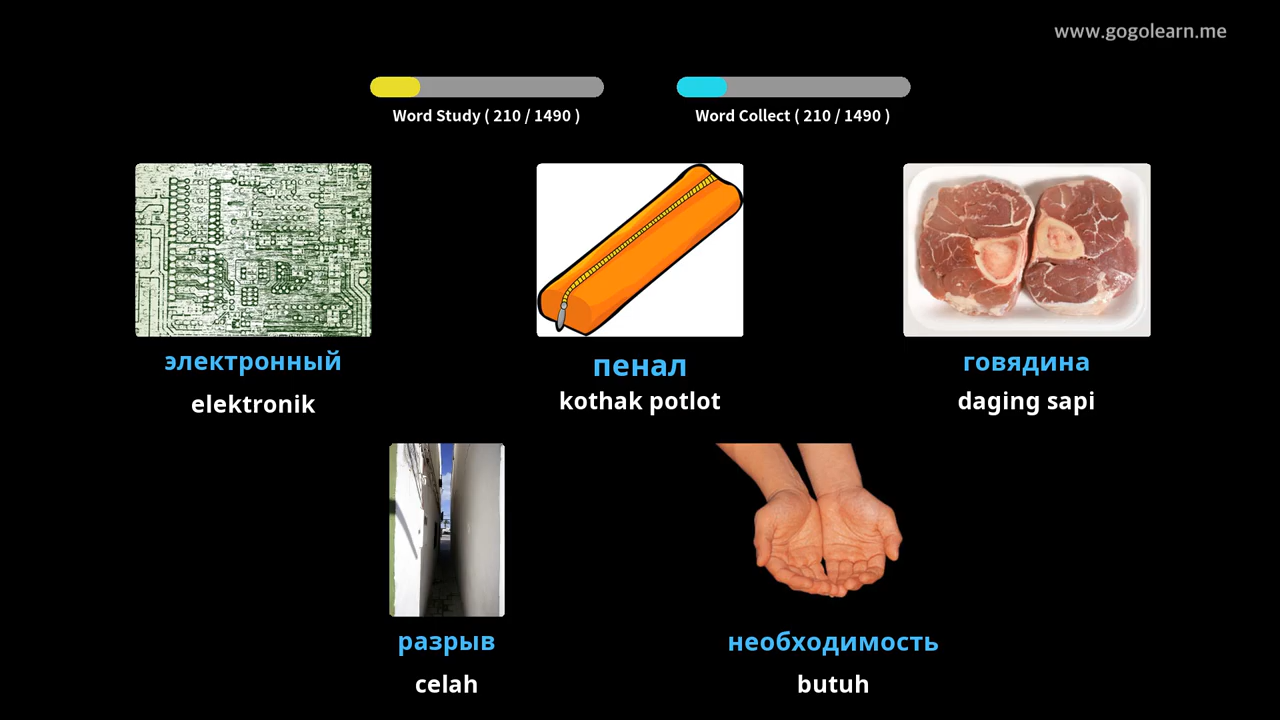 www.gogolearn.me
Word Study ( 210 / 1490 )
Word Collect ( 210 / 1490 )
электронный
elektronik
пенал
kothak potlot
говядина
daging sapi
разрыв
celah
необходимость
butuh